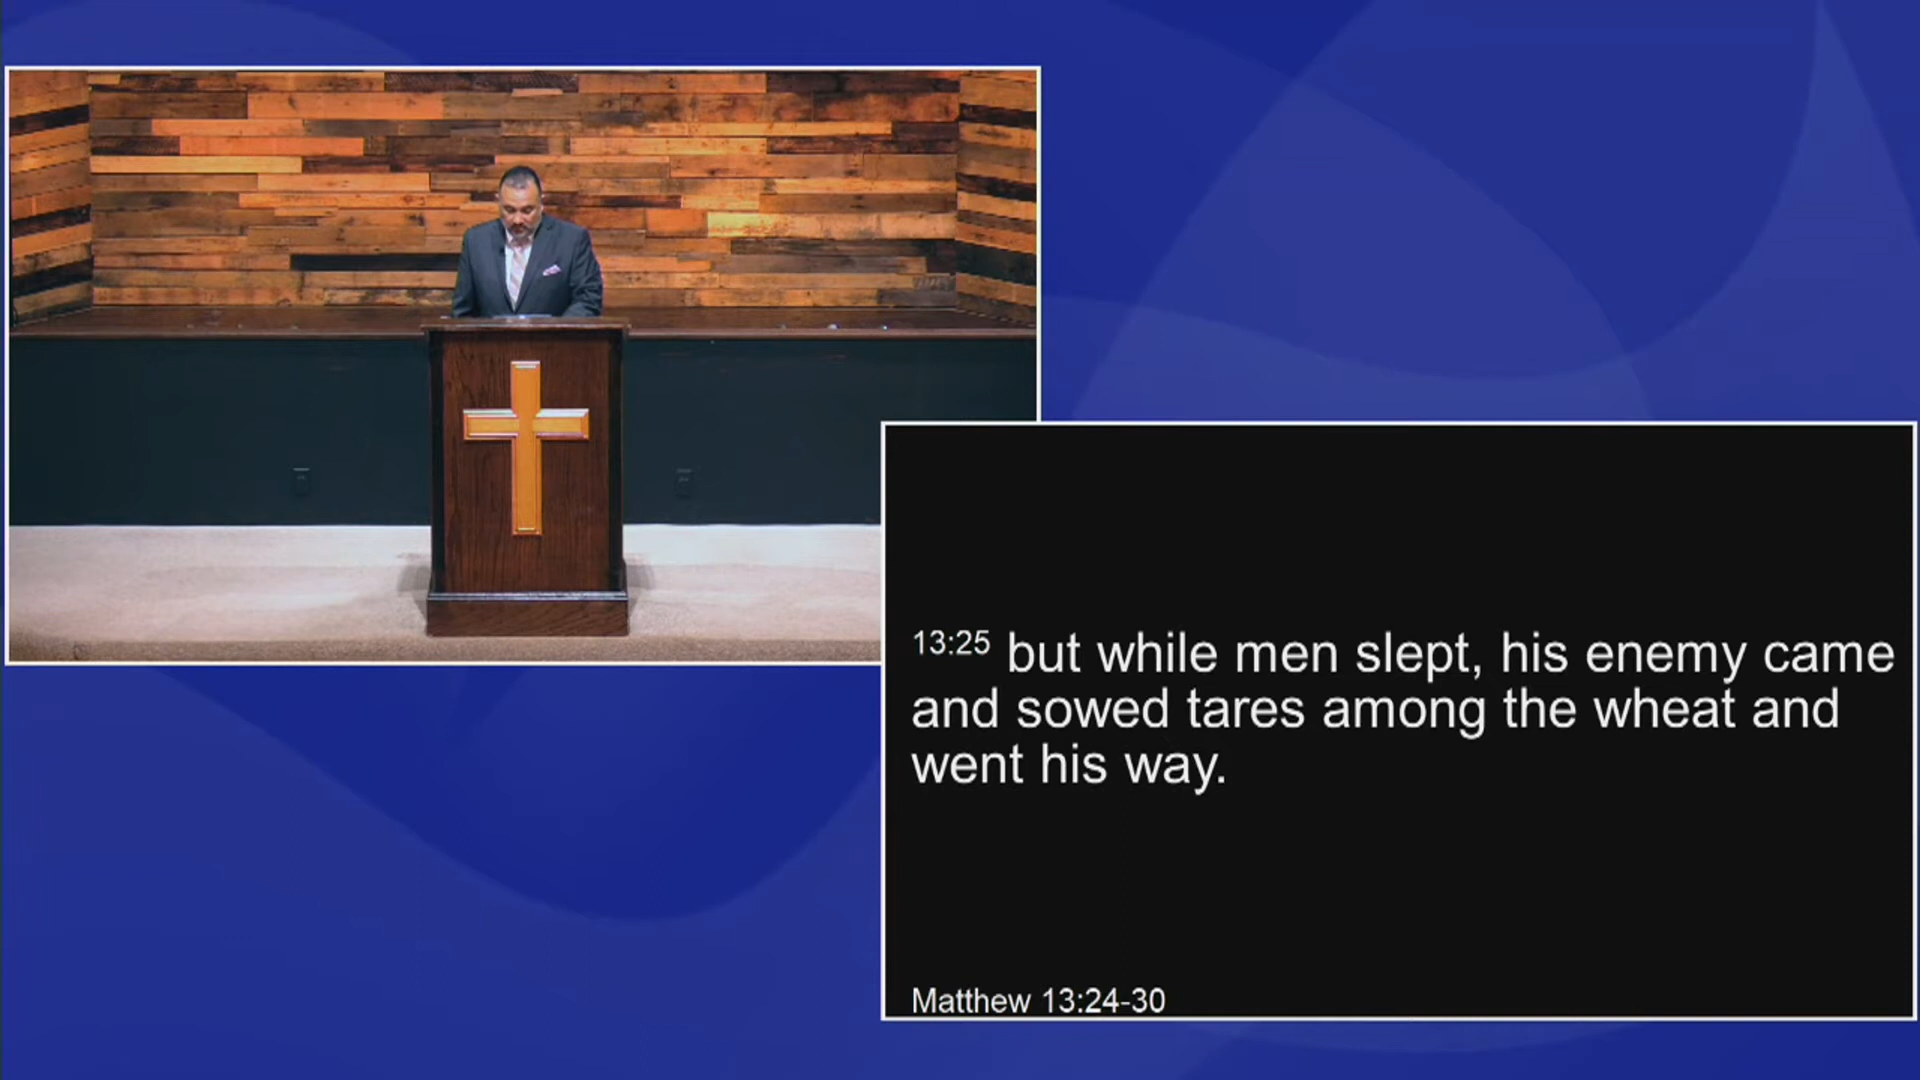 13:25 but while men slept, his enemy came
and sowed tares among the wheat and
went his way.
Matthew 13:24-30